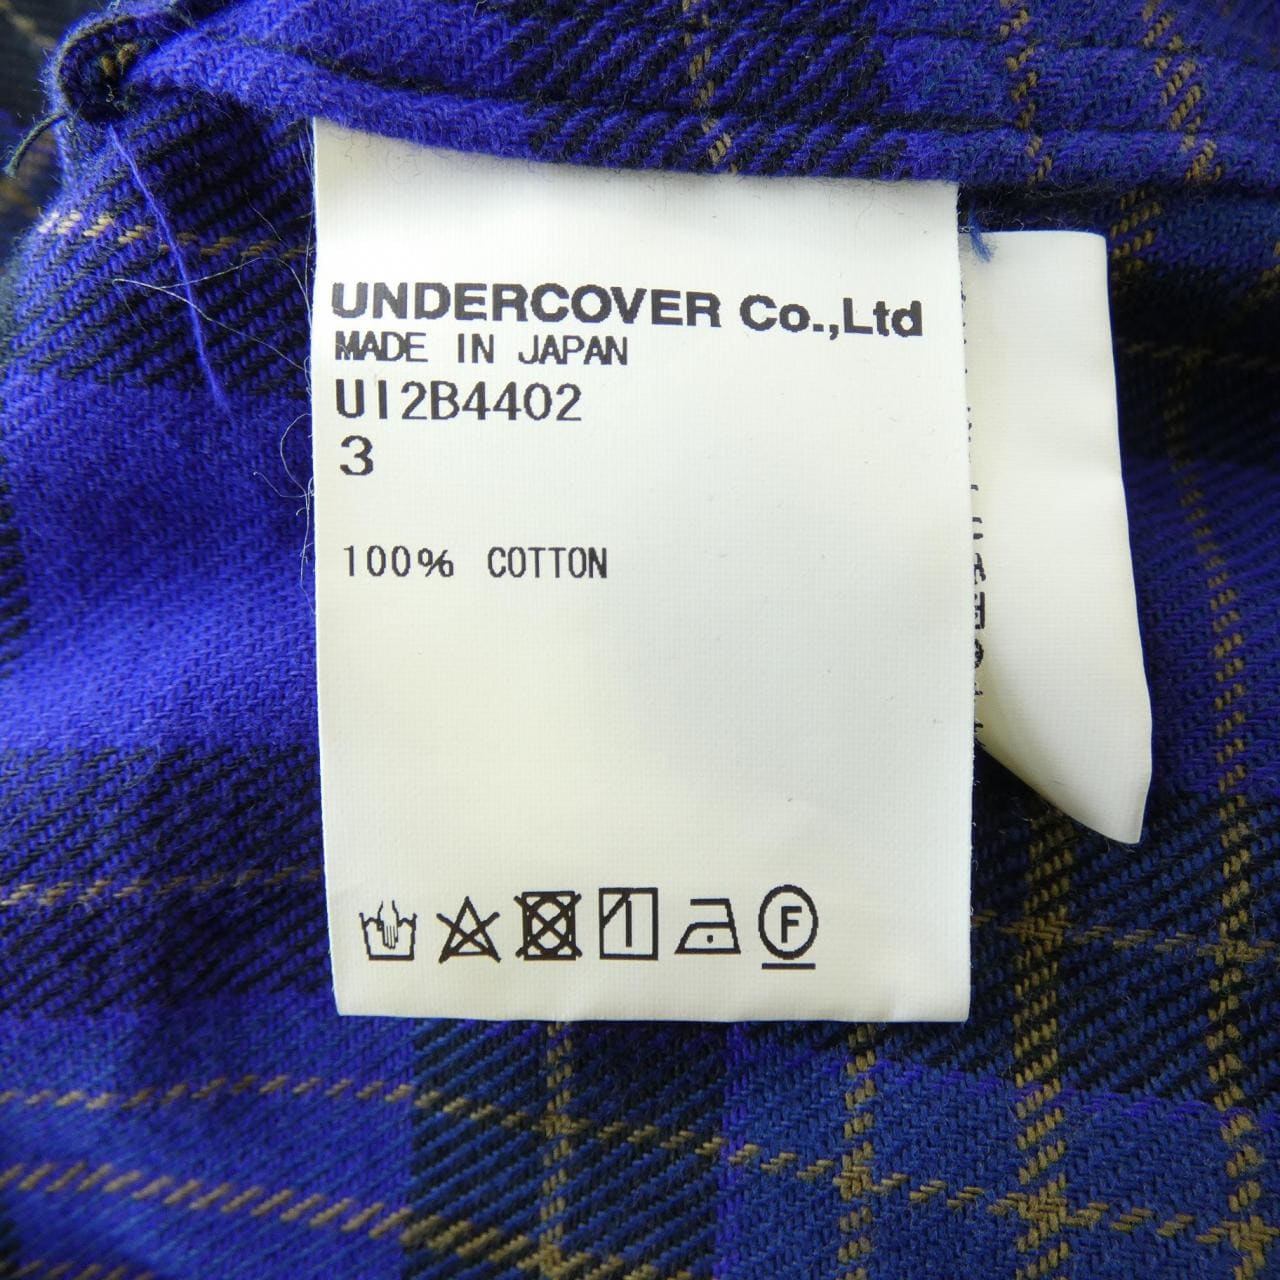 UNDERCOVER Co.,Ltd
MADE IN JAPAN
UI2B4402
3
100% COTTON
F